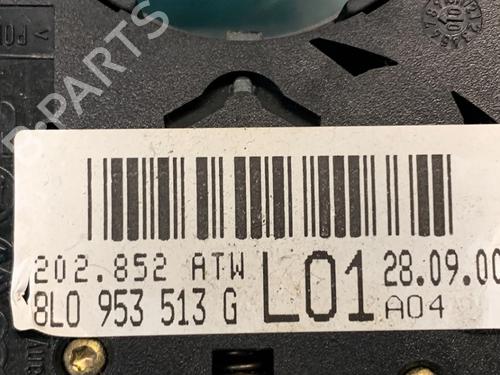 B-PARTS
202.852 ATW L01 28.09.00
8L0 953 513 G A04